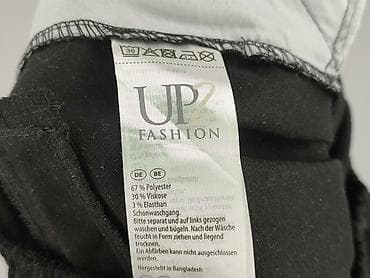 30
UP2
FASHION
DE BE
67 % Polyester
30 % Viskose
3 % Elasthan
Schonwaschgang.
Bitte separat und auf links gezogen
waschen und bügeln. Nach der Wäsche
feucht in Form ziehen und liegend
trocknen.
Ein Abfärben kann nicht ausgeschlossen
werden.
Hergestellt in Bangladesh